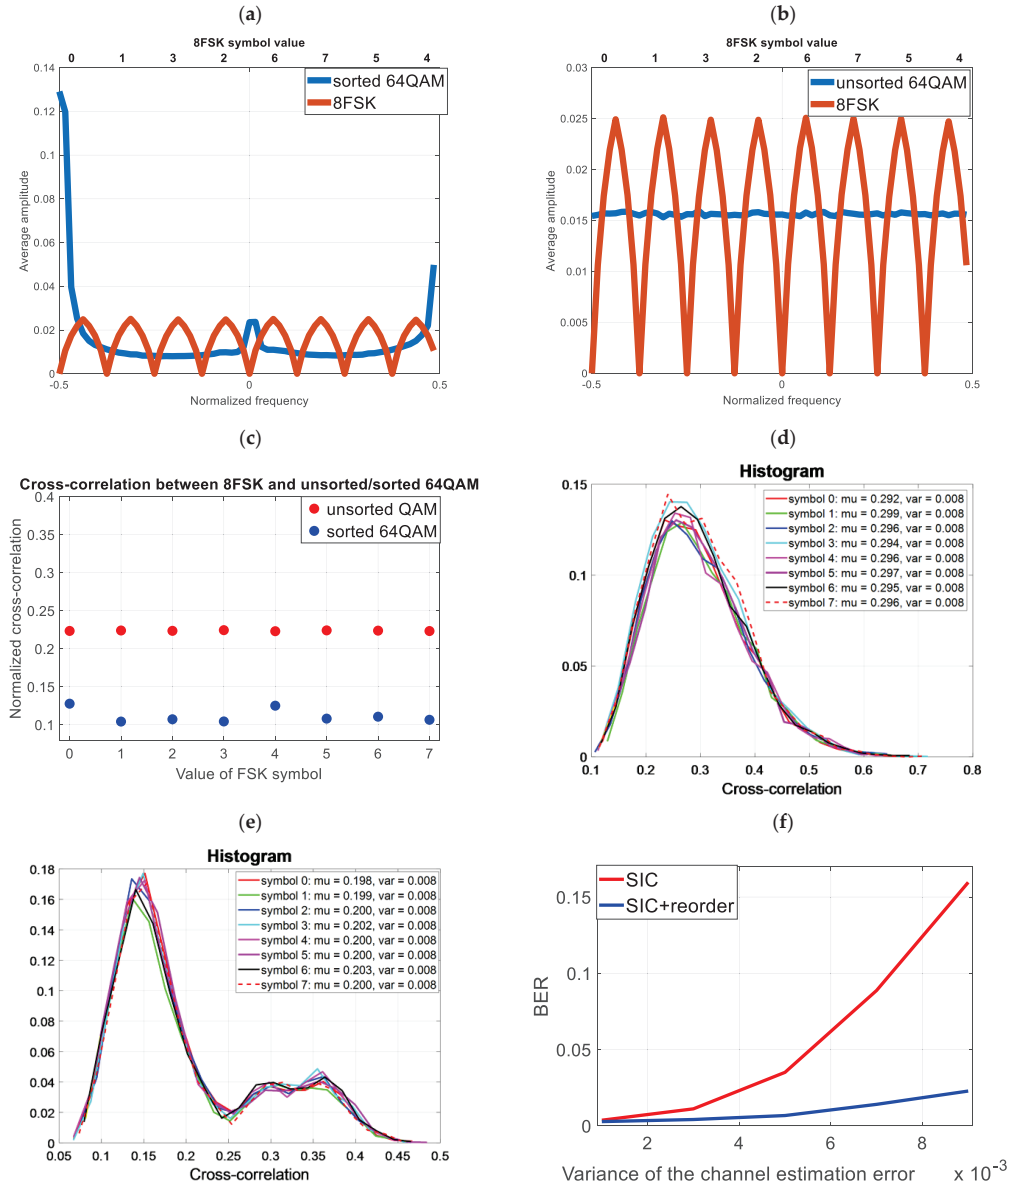 (a)
8FSK symbol value
0 1 3 2 6 7 5 4
0.14
0.12
0.1
0.08
0.06
0.04
0.02
0
Average amplitude
sorted 64QAM
8FSK
-0.5 0 0.5
Normalized frequency
(b)
8FSK symbol value
0 1 3 2 6 7 5 4
0.03
0.025
0.02
0.015
0.01
0.005
0
Average amplitude
unsorted 64QAM
8FSK
-0.5 0 0.5
Normalized frequency
(c)
Cross-correlation between 8FSK and unsorted/sorted 64QAM
0.4
0.35
0.3
0.25
0.2
0.15
0.1
Normalized cross-correlation
unsorted QAM
sorted 64QAM
0 1 2 3 4 5 6 7
Value of FSK symbol
(d)
Histogram
0.15
0.1
0.05
0
symbol 0: mu = 0.292, var = 0.008
symbol 1: mu = 0.299, var = 0.008
symbol 2: mu = 0.296, var = 0.008
symbol 3: mu = 0.294, var = 0.008
symbol 4: mu = 0.296, var = 0.008
symbol 5: mu = 0.297, var = 0.008
symbol 6: mu = 0.295, var = 0.008
symbol 7: mu = 0.296, var = 0.008
0.1 0.2 0.3 0.4 0.5 0.6 0.7 0.8
Cross-correlation
(e)
Histogram
0.18
0.16
0.14
0.12
0.1
0.08
0.06
0.04
0.02
0
symbol 0: mu = 0.198, var = 0.008
symbol 1: mu = 0.199, var = 0.008
symbol 2: mu = 0.200, var = 0.008
symbol 3: mu = 0.202, var = 0.008
symbol 4: mu = 0.200, var = 0.008
symbol 5: mu = 0.200, var = 0.008
symbol 6: mu = 0.203, var = 0.008
symbol 7: mu = 0.200, var = 0.008
0.05 0.1 0.15 0.2 0.25 0.3 0.35 0.4 0.45 0.5
Cross-correlation
(f)
0.15
0.1
0.05
0
BER
SIC
SIC+reorder
2 4 6 8
Variance of the channel estimation error x 10-3